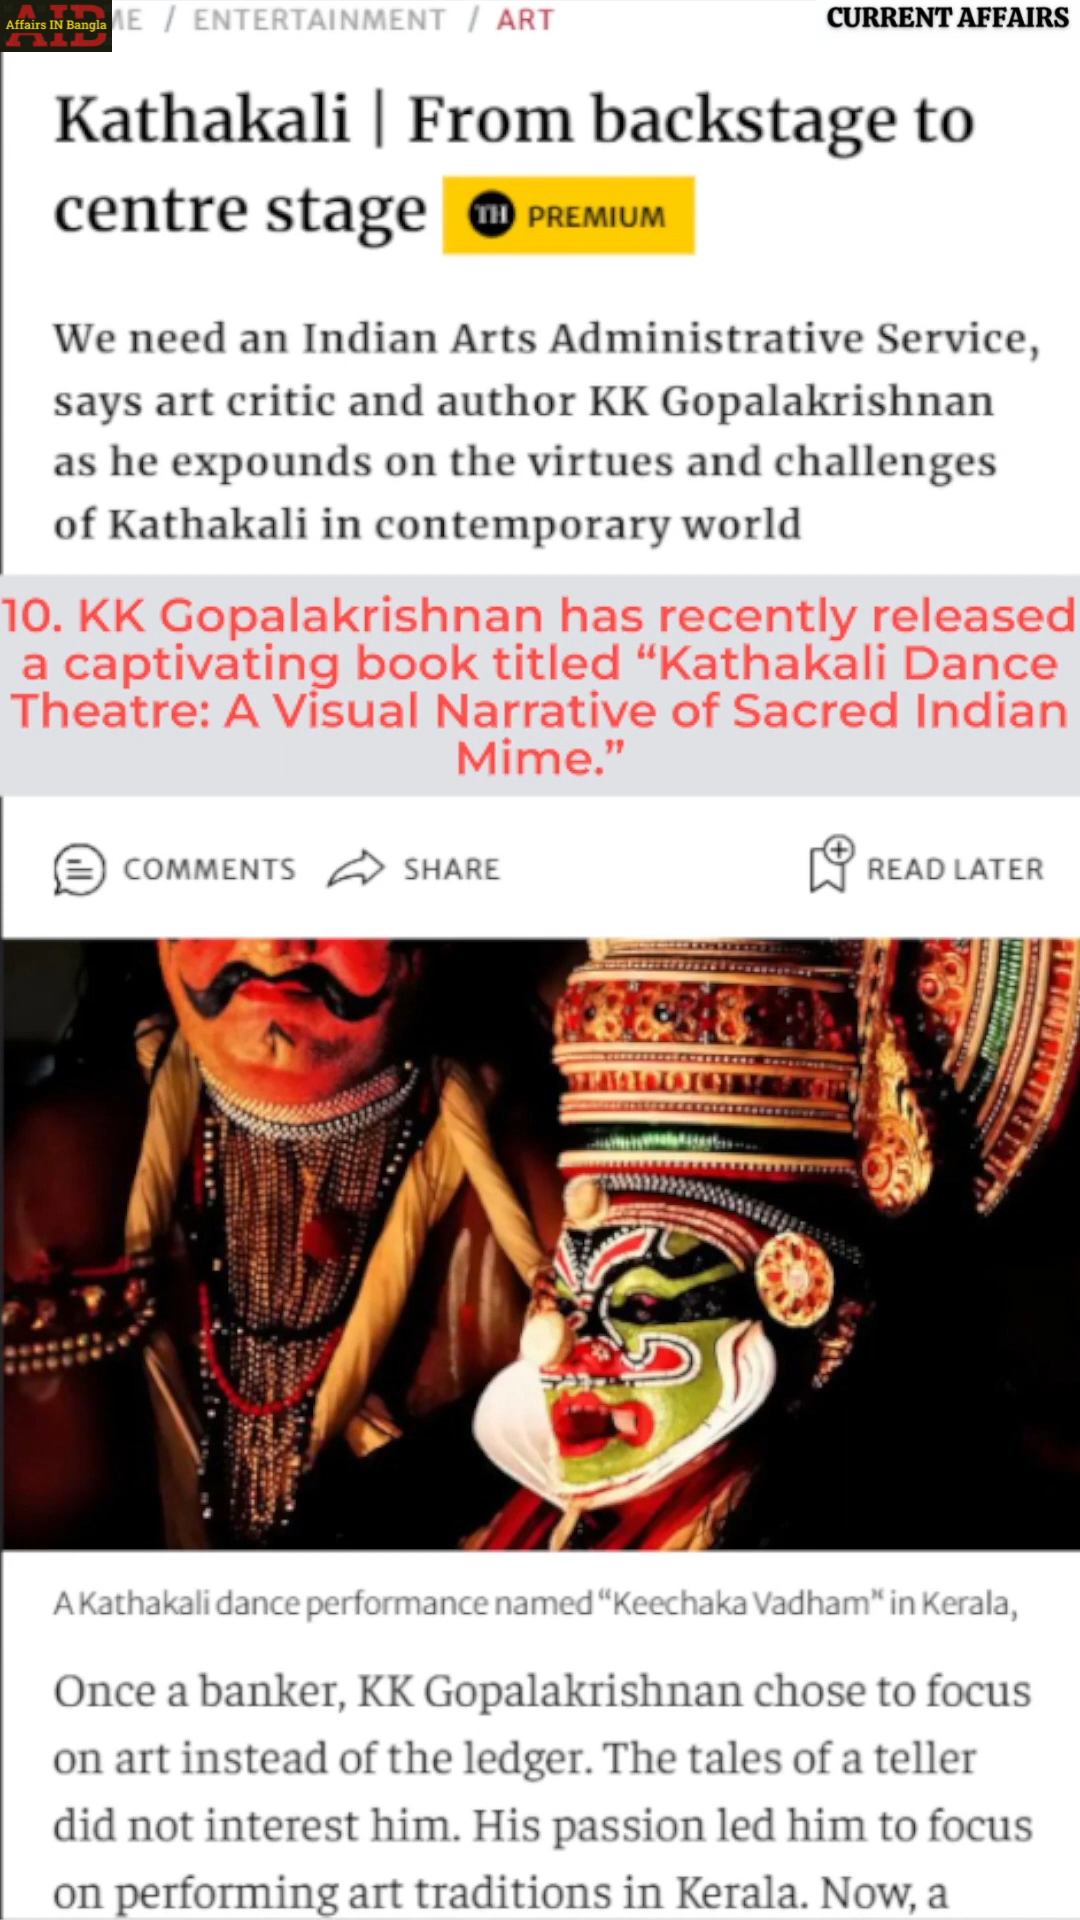 AID
Affairs IN Bangla
ME / ENTERTAINMENT / ART
CURRENT AFFAIRS
Kathakali | From backstage to
centre stage TH PREMIUM
We need an Indian Arts Administrative Service,
says art critic and author KK Gopalakrishnan
as he expounds on the virtues and challenges
of Kathakali in contemporary world
10. KK Gopalakrishnan has recently released
a captivating book titled “Kathakali Dance
Theatre: A Visual Narrative of Sacred Indian
Mime.”
COMMENTS SHARE READ LATER
A Kathakali dance performance named “Keechaka Vadham” in Kerala,
Once a banker, KK Gopalakrishnan chose to focus
on art instead of the ledger. The tales of a teller
did not interest him. His passion led him to focus
on performing art traditions in Kerala. Now, a